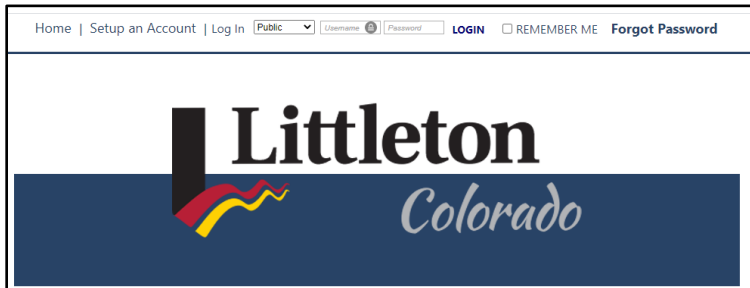 Home | Setup an Account | Log In Public Username Password LOGIN REMEMBER ME Forgot Password
Littleton
Colorado